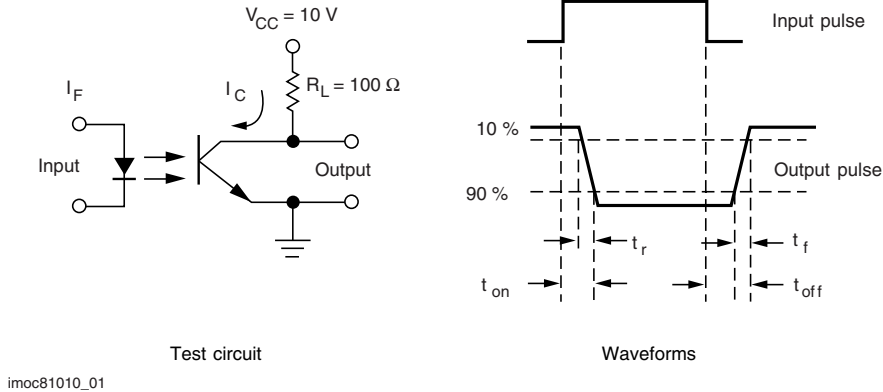 V_CC = 10 V
I_F
I_C
R_L = 100 Ω
Input
Output
Test circuit
Input pulse
10 %
Output pulse
90 %
t_r
t_f
t_on
t_off
Waveforms
imoc81010_01